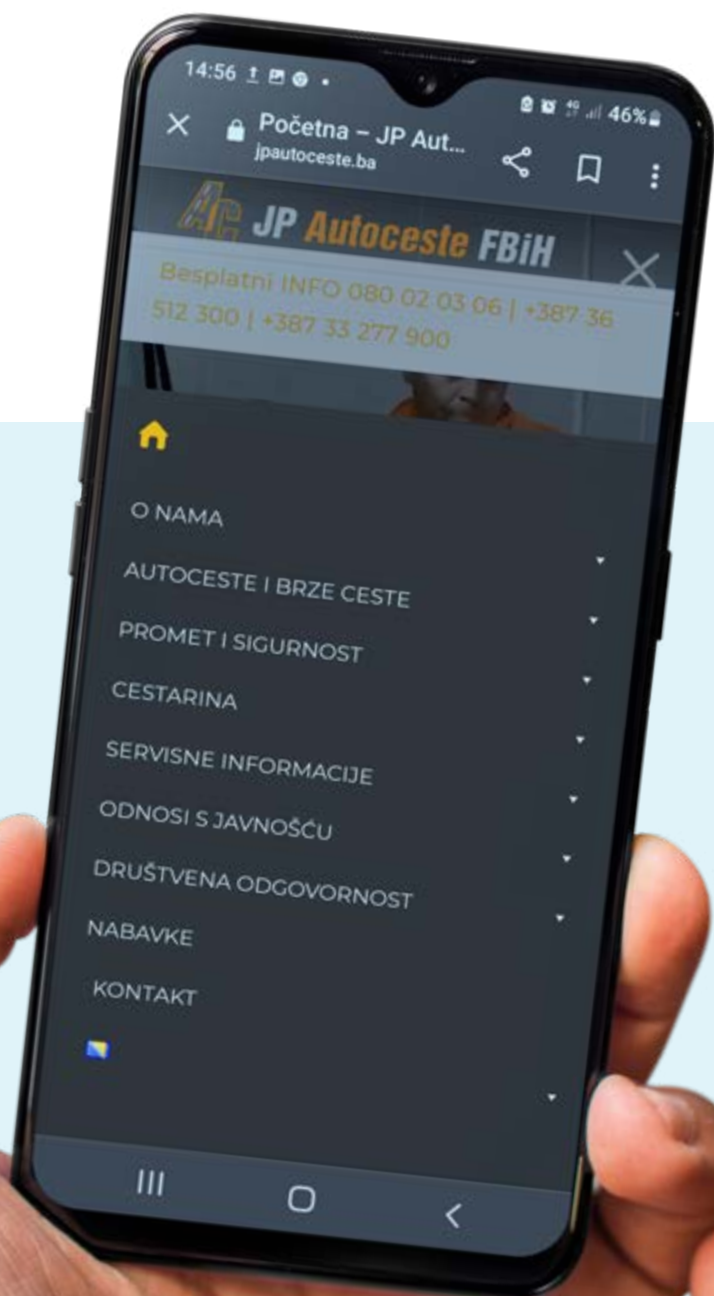 14:56
4G
46%
Početna – JP Aut...
jpautoceste.ba
AC JP Autoceste FBiH
Besplatni INFO 080 02 03 06 | +387 36
512 300 | +387 33 277 900
O NAMA
AUTOCESTE I BRZE CESTE
PROMET I SIGURNOST
CESTARINA
SERVISNE INFORMACIJE
ODNOSI S JAVNOŠĆU
DRUŠTVENA ODGOVORNOST
NABAVKE
KONTAKT